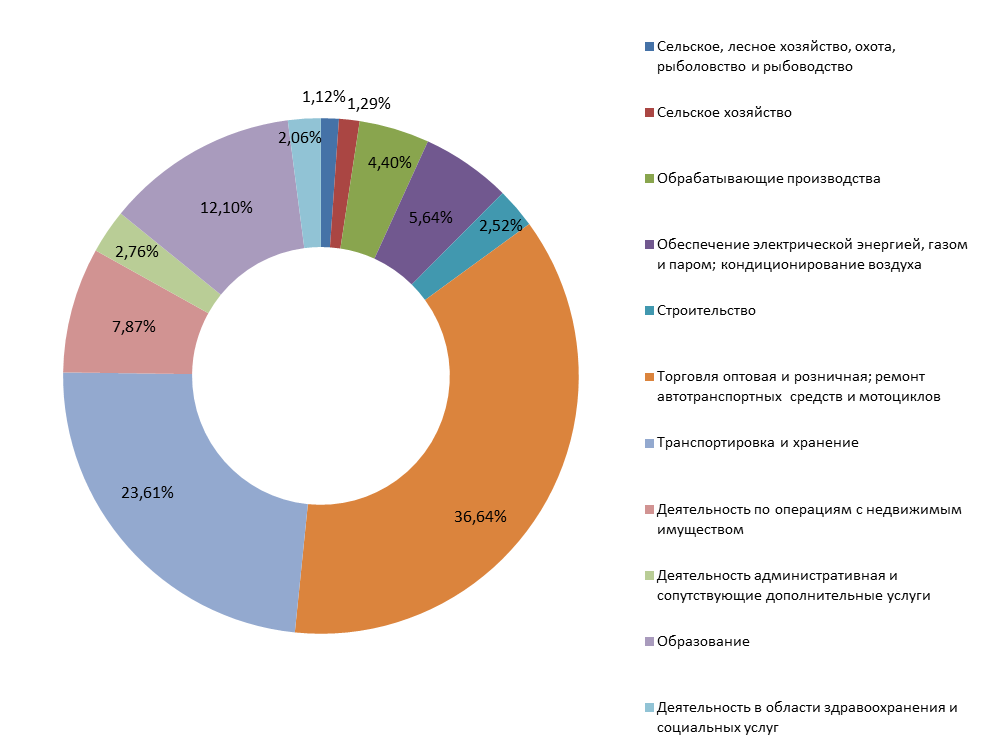 1,12%
1,29%
4,40%
5,64%
2,52%
36,64%
23,61%
7,87%
2,76%
12,10%
2,06%
Сельское, лесное хозяйство, охота,
рыболовство и рыбоводство
Сельское хозяйство
Обрабатывающие производства
Обеспечение электрической энергией, газом
и паром; кондиционирование воздуха
Строительство
Торговля оптовая и розничная; ремонт
автотранспортных средств и мотоциклов
Транспортировка и хранение
Деятельность по операциям с недвижимым
имуществом
Деятельность административная и
сопутствующие дополнительные услуги
Образование
Деятельность в области здравоохранения и
социальных услуг